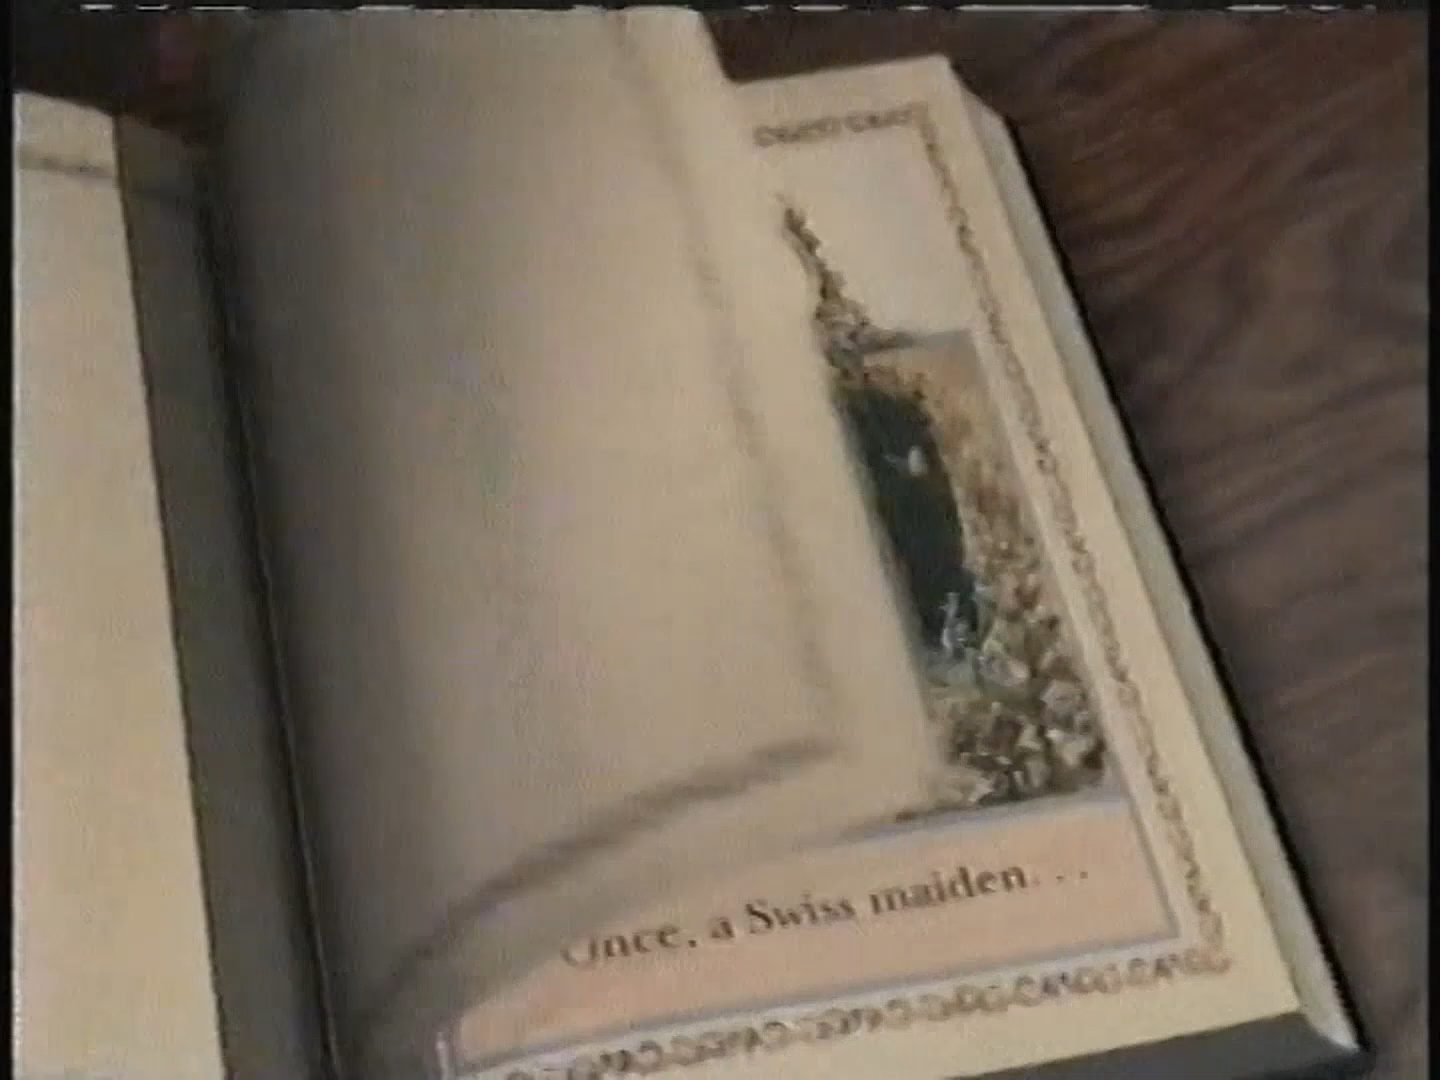 Once, a Swiss maiden. . .